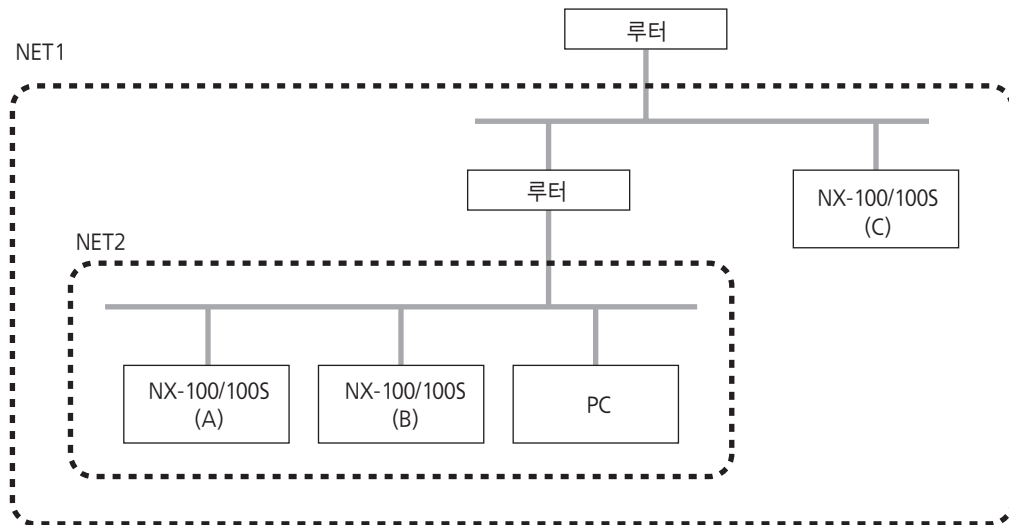 루터
NET1
루터
NX-100/100S
(C)
NET2
NX-100/100S
(A)
NX-100/100S
(B)
PC